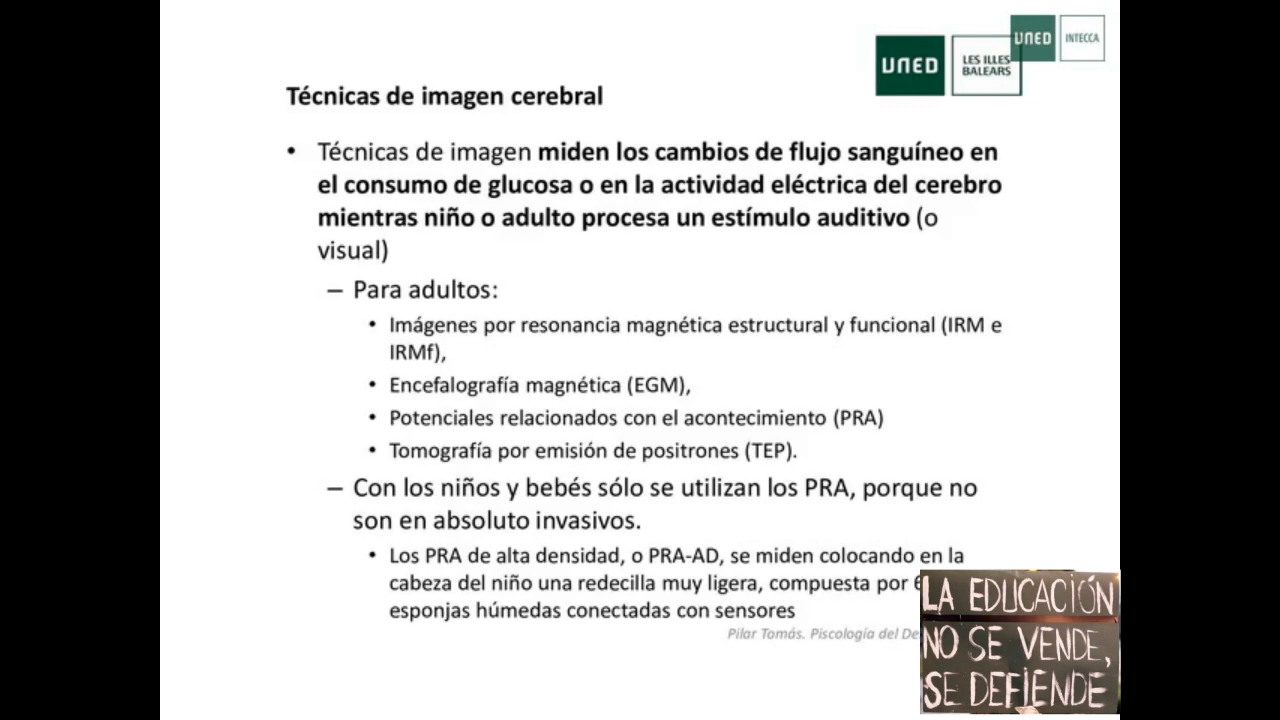 UNED
INTECCA
UNED
LES ILLES
BALEARS
Técnicas de imagen cerebral
• Técnicas de imagen miden los cambios de flujo sanguíneo en
el consumo de glucosa o en la actividad eléctrica del cerebro
mientras niño o adulto procesa un estímulo auditivo (o
visual)
– Para adultos:
• Imágenes por resonancia magnética estructural y funcional (IRM e
IRMf),
• Encefalografía magnética (EGM),
• Potenciales relacionados con el acontecimiento (PRA)
• Tomografía por emisión de positrones (TEP).
– Con los niños y bebés sólo se utilizan los PRA, porque no
son en absoluto invasivos.
• Los PRA de alta densidad, o PRA-AD, se miden colocando en la
cabeza del niño una redecilla muy ligera, compuesta por
esponjas húmedas conectadas con sensores
Pilar Tomás. Piscología del
LA EDUCACIÓN
NO SE VENDE,
SE DEFIENDE